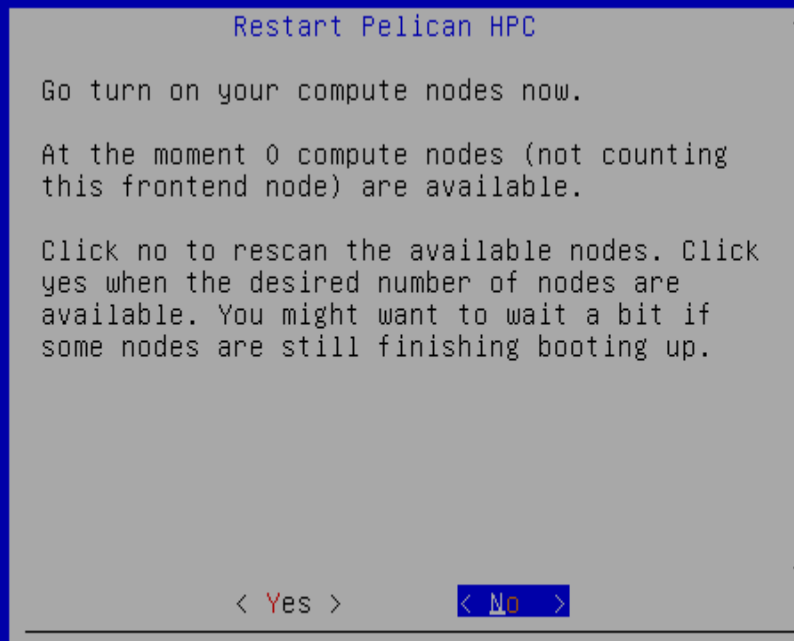 Restart Pelican HPC
Go turn on your compute nodes now.
At the moment 0 compute nodes (not counting
this frontend node) are available.
Click no to rescan the available nodes. Click
yes when the desired number of nodes are
available. You might want to wait a bit if
some nodes are still finishing booting up.
< Yes > < No >